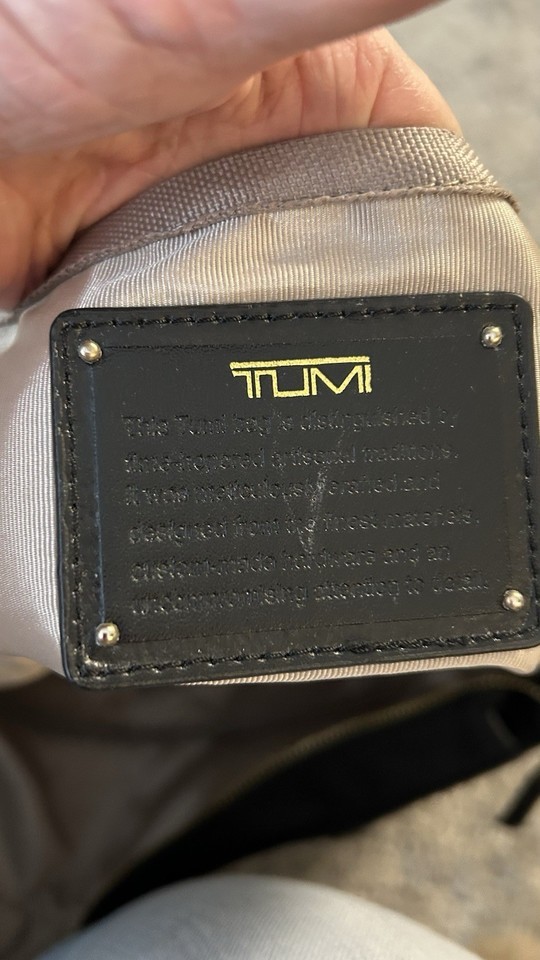 TUMI
This Tumi bag is distinguished by
time-honored artisanal traditions.
It was meticulously crafted and
designed from the finest materials,
custom-made hardware and an
uncompromising attention to detail.